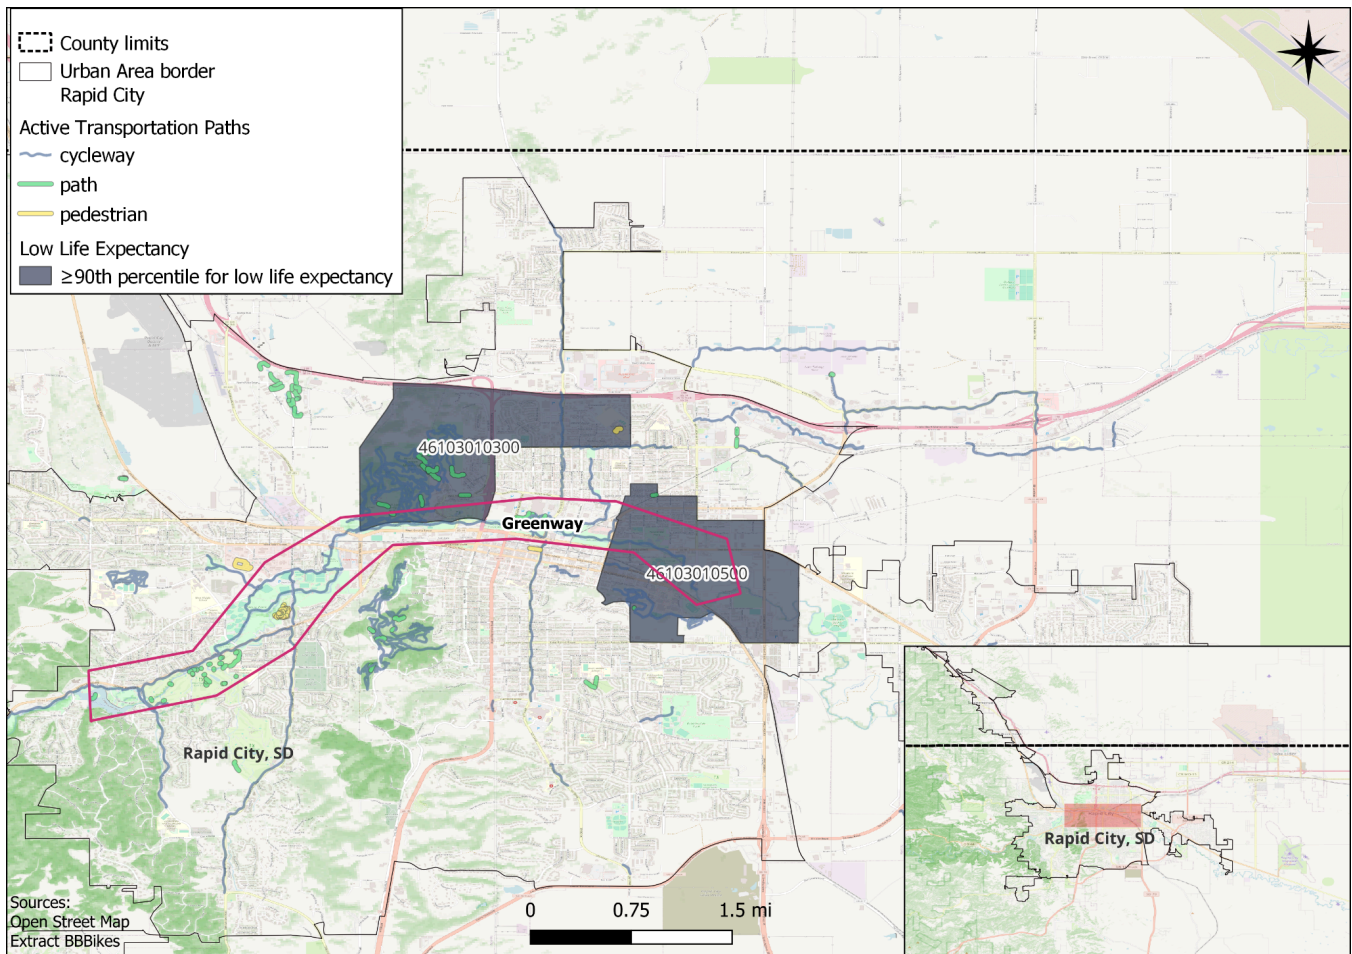 County limits
Urban Area border
Rapid City
Active Transportation Paths
cycleway
path
pedestrian
Low Life Expectancy
≥90th percentile for low life expectancy
46103010300
Greenway
46103010500
Rapid City, SD
Rapid City, SD
Sources:
Open Street Map
Extract BBBikes
0 0.75 1.5 mi